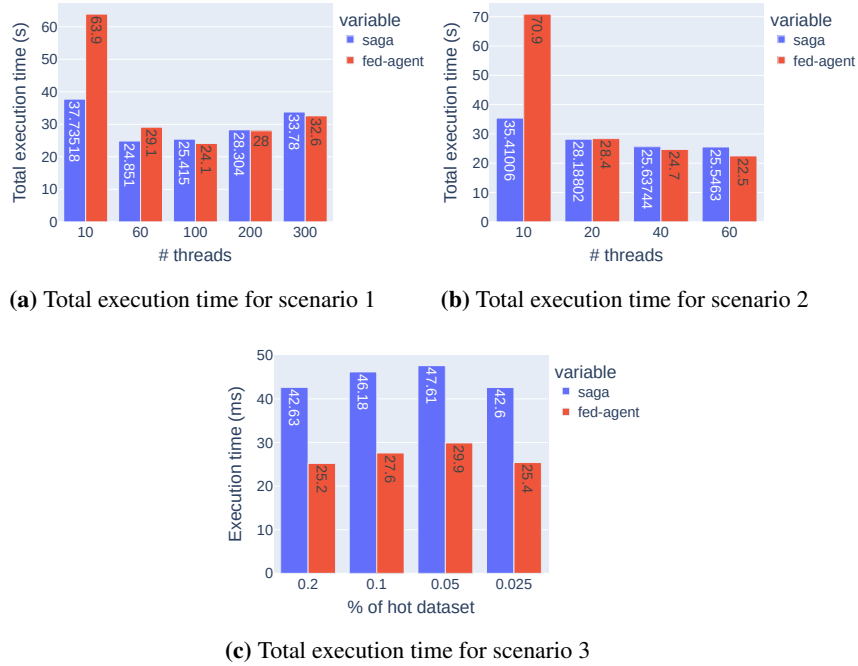 Total execution time (s)
60
50
40
30
20
10
0
37.73518
63.9
24.851
29.1
25.415
24.1
28.304
28
33.78
32.6
10 60 100 200 300
# threads
variable
saga
fed-agent
(a) Total execution time for scenario 1
Total execution time (s)
70
60
50
40
30
20
10
0
35.41006
70.9
28.18802
28.4
25.63744
24.7
25.5463
22.5
10 20 40 60
# threads
variable
saga
fed-agent
(b) Total execution time for scenario 2
Execution time (ms)
50
40
30
20
10
0
42.63
25.2
46.18
27.6
47.61
29.9
42.6
25.4
0.2 0.1 0.05 0.025
% of hot dataset
variable
saga
fed-agent
(c) Total execution time for scenario 3